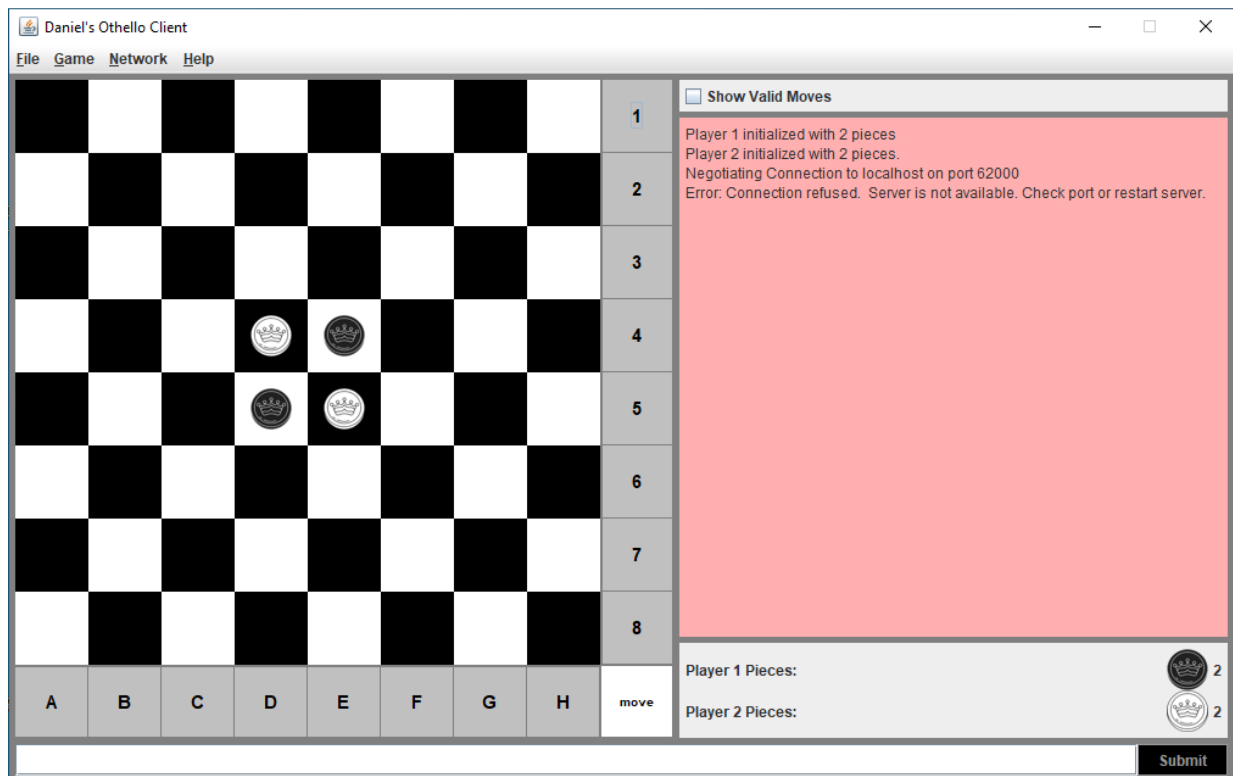 Daniel's Othello Client
File Game Network Help
1
2
3
4
5
6
7
8
A B C D E F G H move
Show Valid Moves
Player 1 initialized with 2 pieces
Player 2 initialized with 2 pieces.
Negotiating Connection to localhost on port 62000
Error: Connection refused.  Server is not available. Check port or restart server.
Player 1 Pieces: 2
Player 2 Pieces: 2
Submit